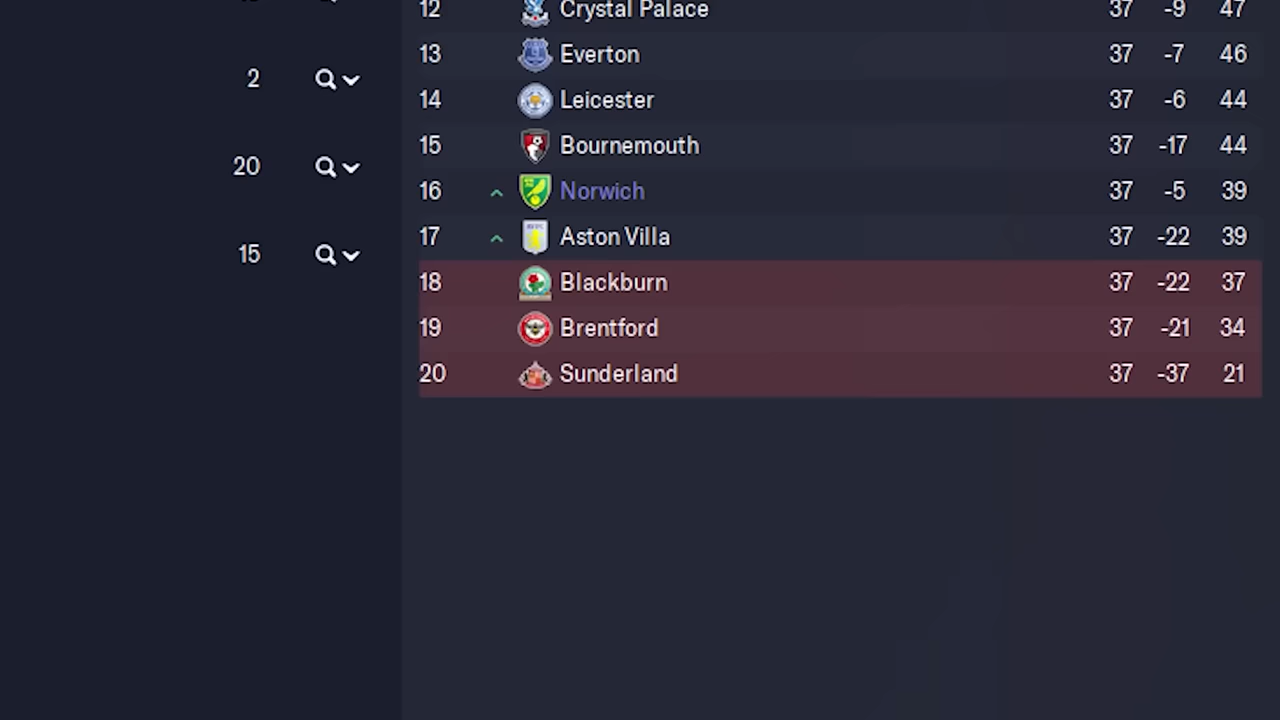 12 Crystal Palace 37 -9 47
13 Everton 37 -7 46
2
14 Leicester 37 -6 44
15 Bournemouth 37 -17 44
20
16 Norwich 37 -5 39
17 Aston Villa 37 -22 39
15
18 Blackburn 37 -22 37
19 Brentford 37 -21 34
20 Sunderland 37 -37 21